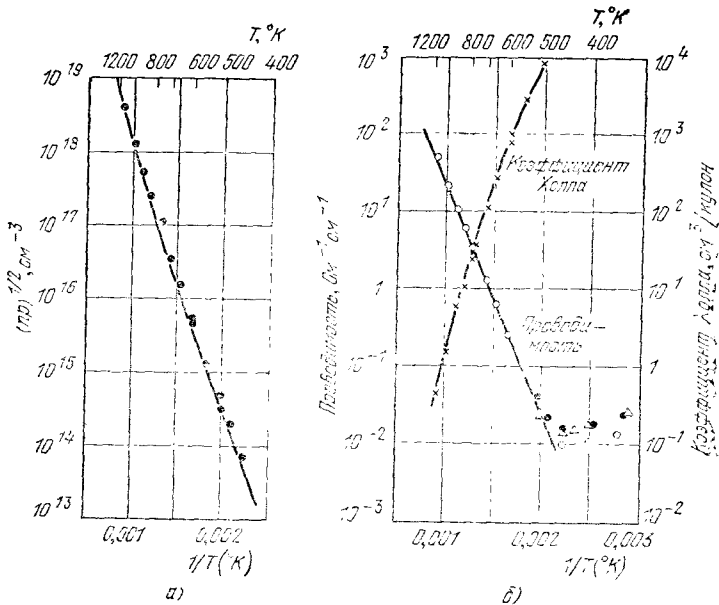 T, °K
1200 800 600 500 400
10^19
10^18
10^17
10^16
10^15
10^14
10^13
(np)^1/2, см^-3
0,001 0,002
1/T(°K)
а)
T, °K
1200 800 600 500 400
10^3
10^2
10^1
1
10^-1
10^-2
10^-3
Проводимость, Ом^-1 см^-1
Коэффициент
Холла
Проводи-
мость
10^4
10^3
10^2
10^1
1
10^-1
10^-2
Коэффициент Холла, см^3/кулон
0,001 0,002 0,003
1/T(°K)
б)